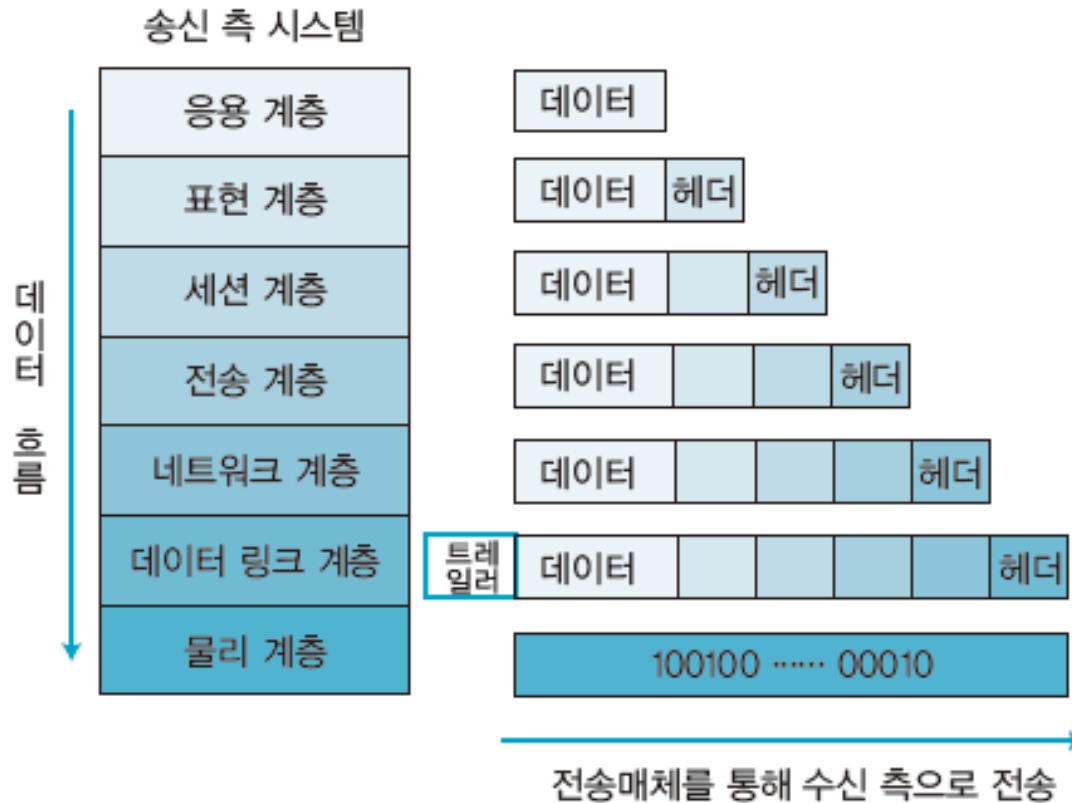 송신 측 시스템
응용 계층
데이터
표현 계층
데이터 헤더
세션 계층
데이터 헤더
전송 계층
데이터 헤더
네트워크 계층
데이터 헤더
데이터 링크 계층
트레
일러
데이터 헤더
물리 계층
100100 ······ 00010
데이터 흐름
전송매체를 통해 수신 측으로 전송